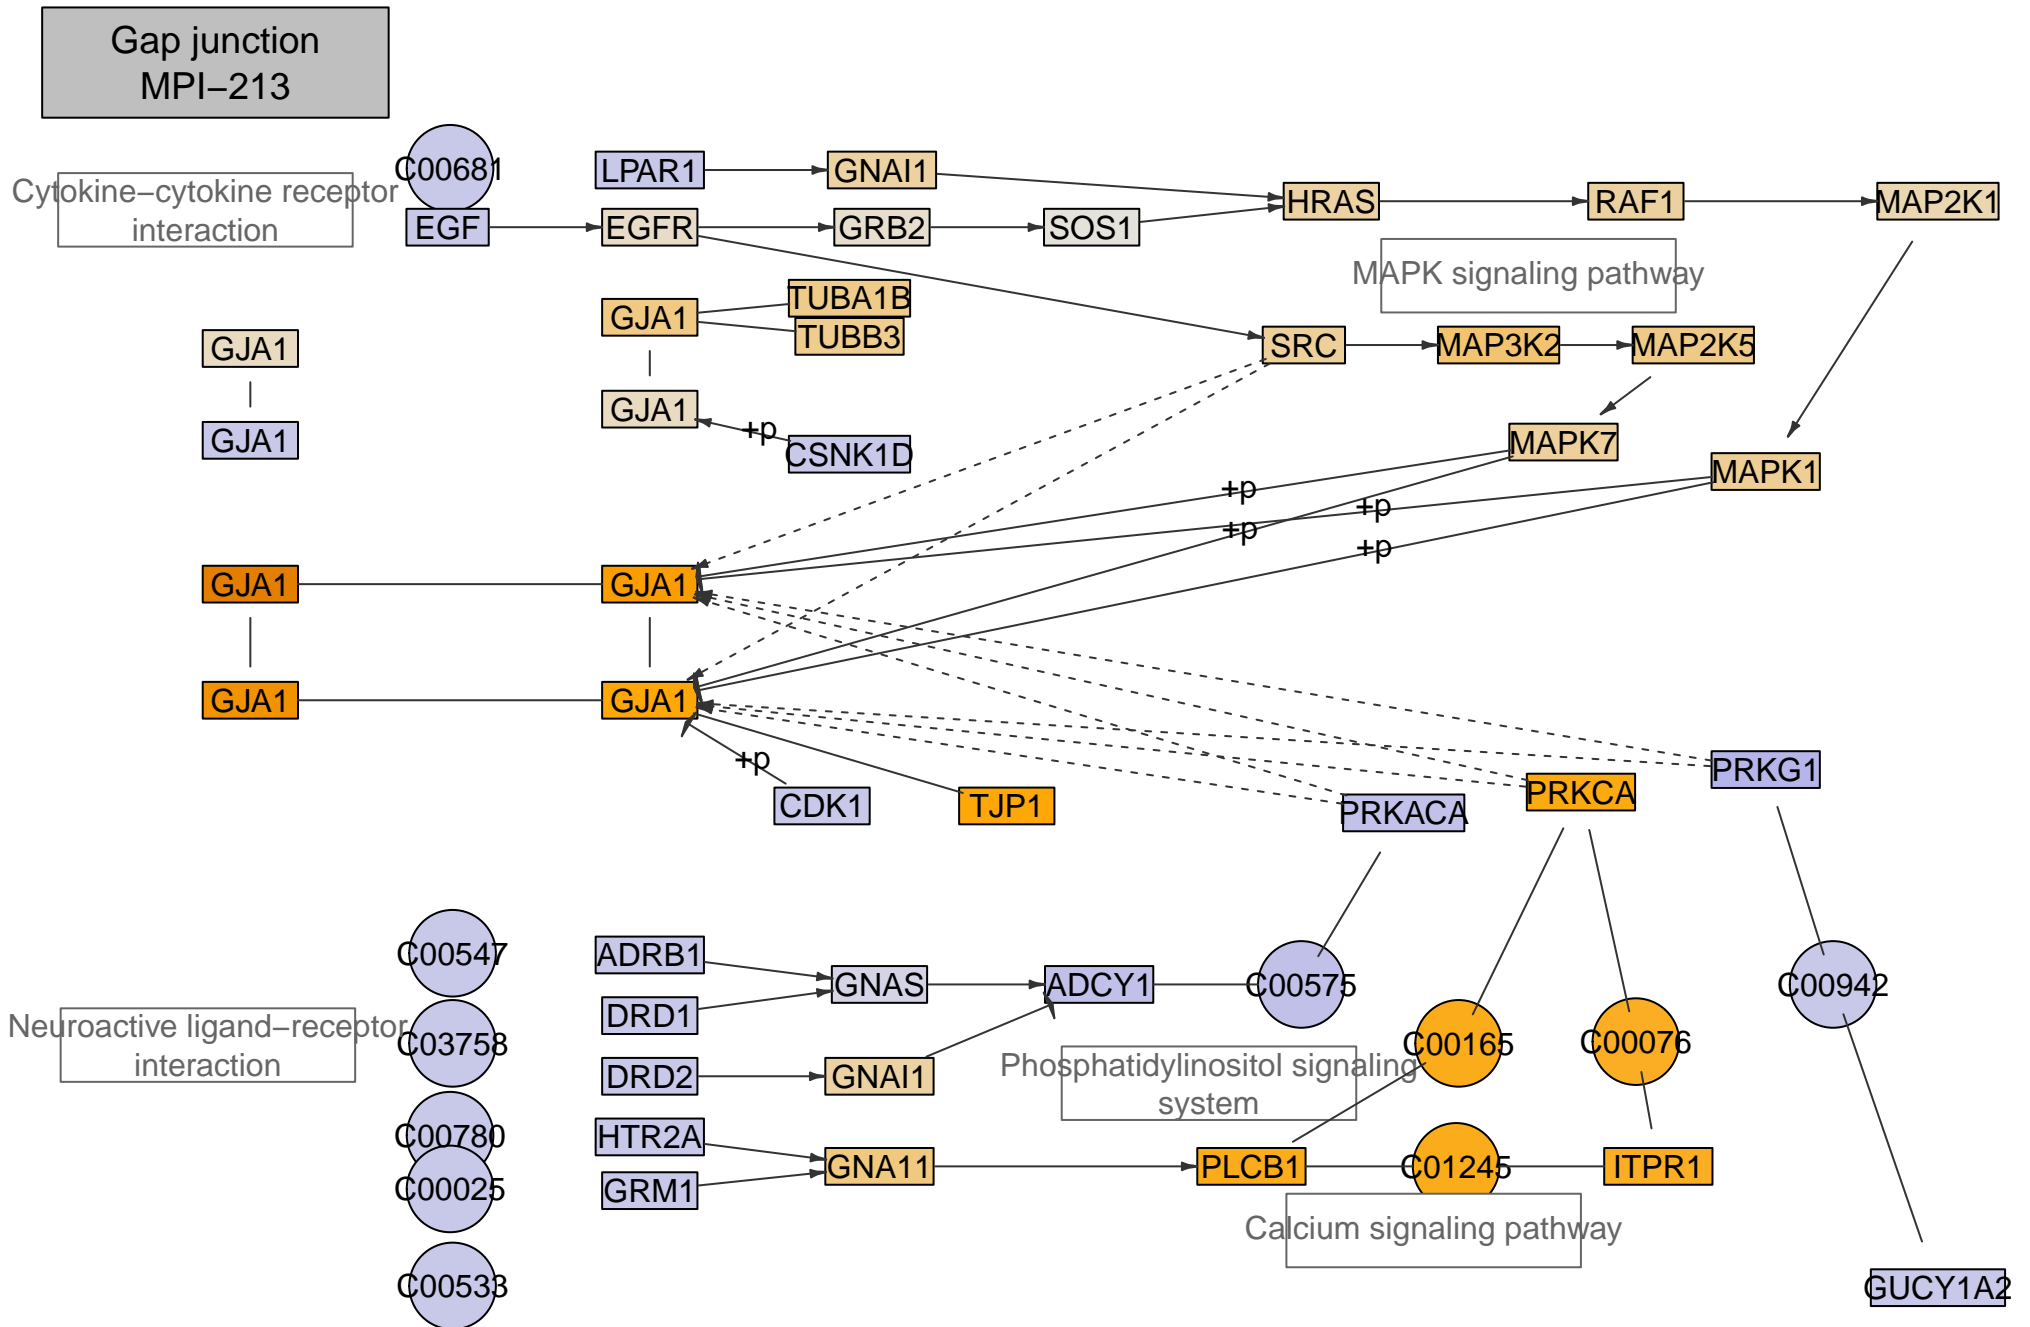 Gap junction
MPI−213
C00681
LPAR1
GNAI1
Cytokine−cytokine receptor
interaction
HRAS
RAF1
MAP2K1
EGF
EGFR
GRB2
SOS1
MAPK signaling pathway
TUBA1B
GJA1
TUBB3
GJA1
SRC
MAP3K2
MAP2K5
GJA1
GJA1
+p
CSNK1D
MAPK7
MAPK1
+p
+p
+p
+p
GJA1
GJA1
GJA1
GJA1
+p
CDK1
TJP1
PRKACA
PRKCA
PRKG1
C00547
ADRB1
GNAS
ADCY1
C00575
C00942
DRD1
Neuroactive ligand−receptor
interaction
C03758
C00165
C00076
DRD2
GNAI1
Phosphatidylinositol signaling
system
C00780
HTR2A
GNA11
PLCB1
C01245
ITPR1
C00025
GRM1
Calcium signaling pathway
C00533
GUCY1A2